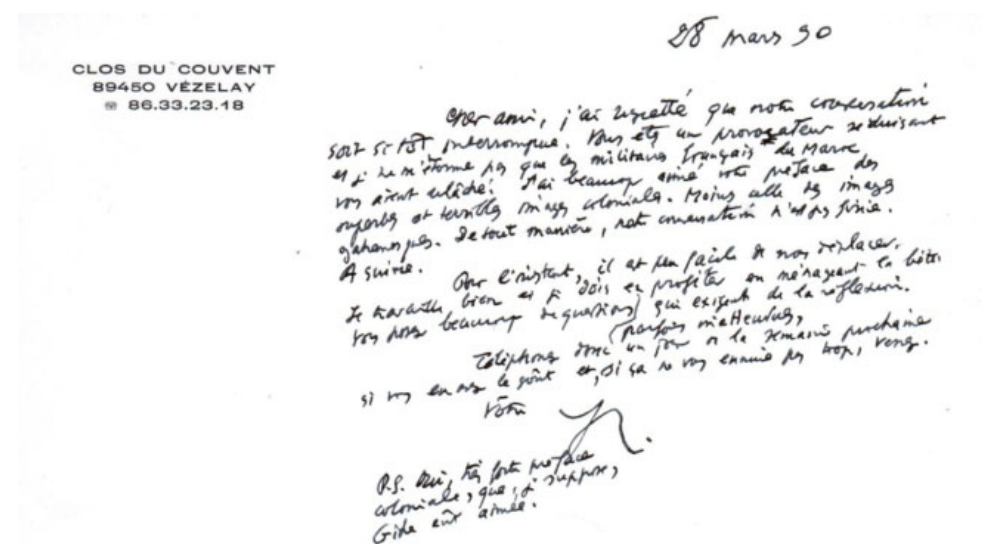 28 mars 90
CLOS DU COUVENT
89450 VÉZELAY
☎ 86.33.23.18
Cher ami, j'ai regretté que notre conversation
soit si tôt interrompue. Vous êtes un provocateur séduisant
et je ne m'étonne pas que les militaires français du Maroc
vous aient relâché! J'ai beaucoup aimé votre préface des
superbes et terribles images coloniales. Moins celle des images
De toute manière, notre conversation n'est pas finie.
A suivre.
Pour l'instant, il est peu facile de nous déplacer.
Je travaille bien et je dois en profiter en ménageant la bête.
Vous posez beaucoup de questions qui exigent de la réflexion.
(parfois inattendues)
Téléphonez donc un jour de la semaine prochaine
si vous en avez le goût et, si ça ne vous ennuie pas trop, venez.
Vôtre
P.S. Oui, très forte préface
coloniale, que, je suppose,
Gide eût aimée.